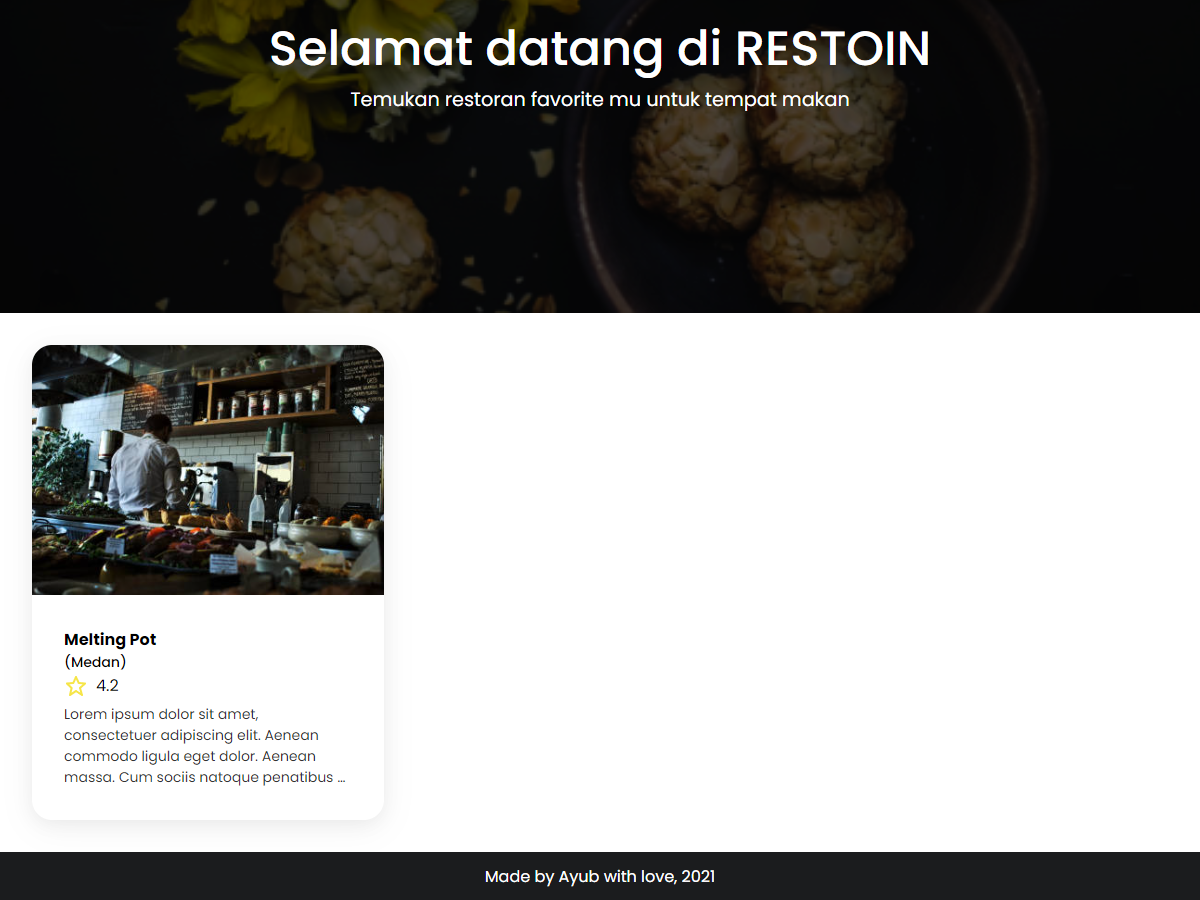 Selamat datang di RESTOIN
Temukan restoran favorite mu untuk tempat makan
Melting Pot
(Medan)
4.2
Lorem ipsum dolor sit amet,
consectetuer adipiscing elit. Aenean
commodo ligula eget dolor. Aenean
massa. Cum sociis natoque penatibus ...
Made by Ayub with love, 2021